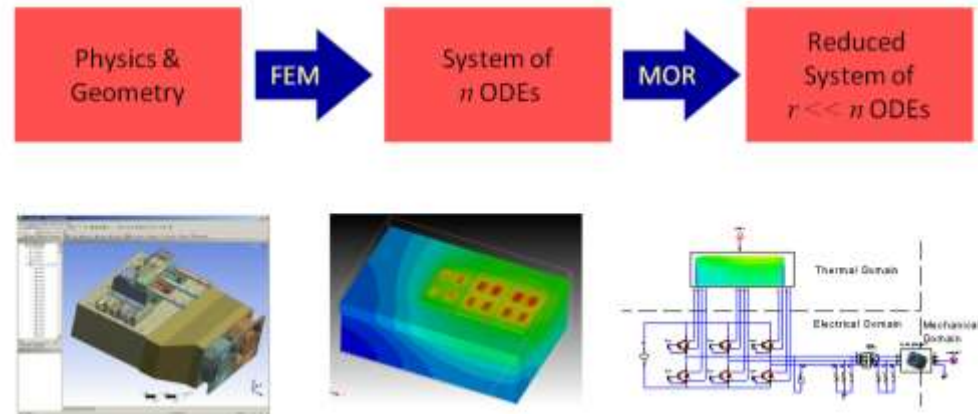 Physics &
Geometry
FEM
System of
n ODEs
MOR
Reduced
System of
r << n ODEs
Thermal Domain
Electrical Domain
Mechanical
Domain